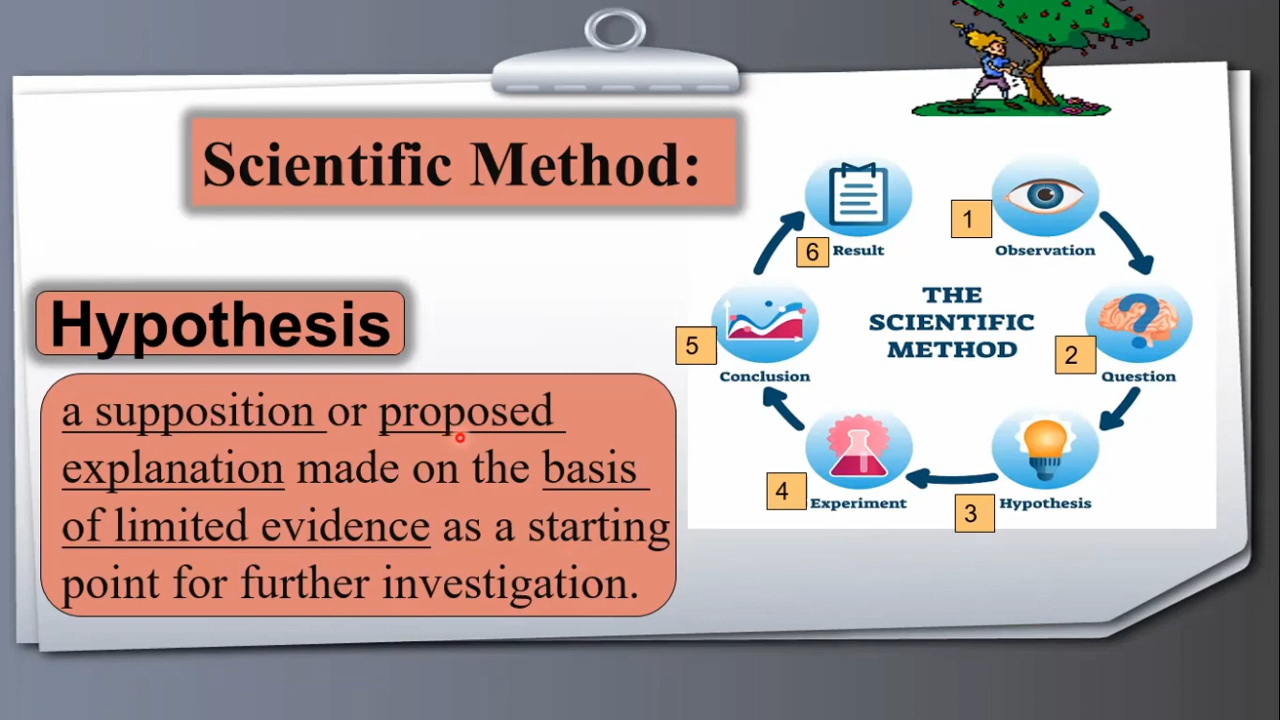 Scientific Method:
Hypothesis
a supposition or proposed
explanation made on the basis
of limited evidence as a starting
point for further investigation.
THE
SCIENTIFIC
METHOD
1
Observation
2
Question
3
Hypothesis
4
Experiment
5
Conclusion
6
Result